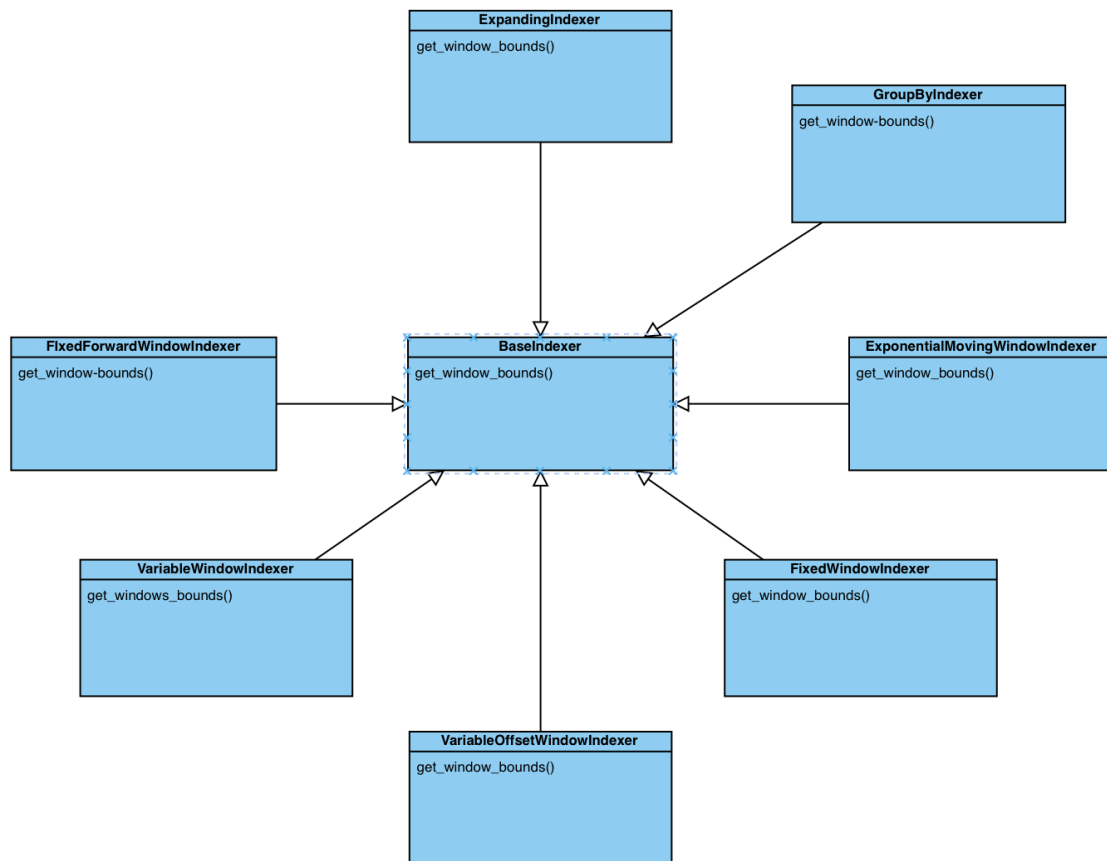 ExpandingIndexer
get_window_bounds()
GroupByIndexer
get_window-bounds()
FIxedForwardWindowIndexer
get_window-bounds()
BaseIndexer
get_window_bounds()
ExponentialMovingWindowIndexer
get_window_bounds()
VariableWindowIndexer
get_windows_bounds()
FixedWindowIndexer
get_window_bounds()
VariableOffsetWindowIndexer
get_window_bounds()